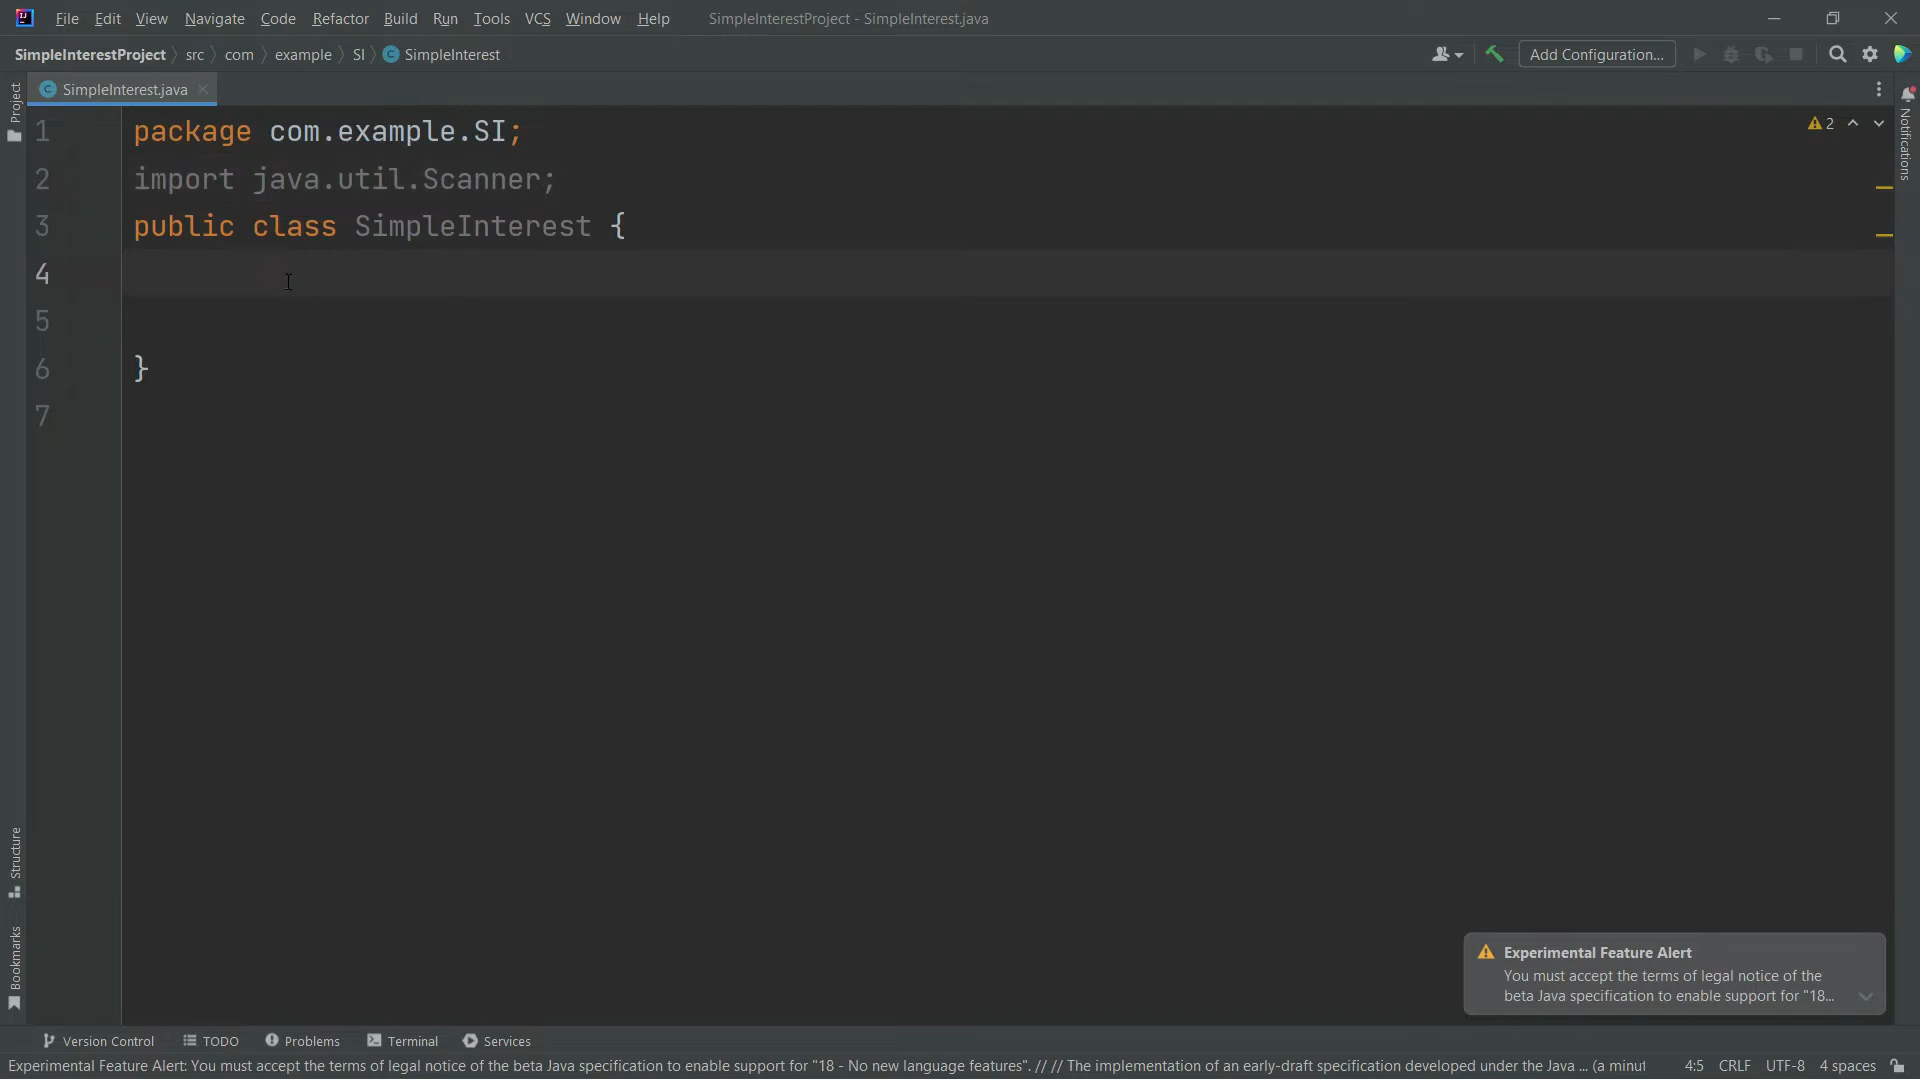 File Edit View Navigate Code Refactor Build Run Tools VCS Window Help SimpleInterestProject - SimpleInterest.java
SimpleInterestProject src com example SI SimpleInterest Add Configuration...
SimpleInterest.java
Project
Notifications
2
1 package com.example.SI;
2 import java.util.Scanner;
3 public class SimpleInterest {
4
5
6 }
7
Structure
Bookmarks
Experimental Feature Alert
You must accept the terms of legal notice of the
beta Java specification to enable support for "18...
Version Control TODO Problems Terminal Services
Experimental Feature Alert: You must accept the terms of legal notice of the beta Java specification to enable support for "18 - No new language features". // // The implementation of an early-draft specification developed under the Java ... (a minut 4:5 CRLF UTF-8 4 spaces